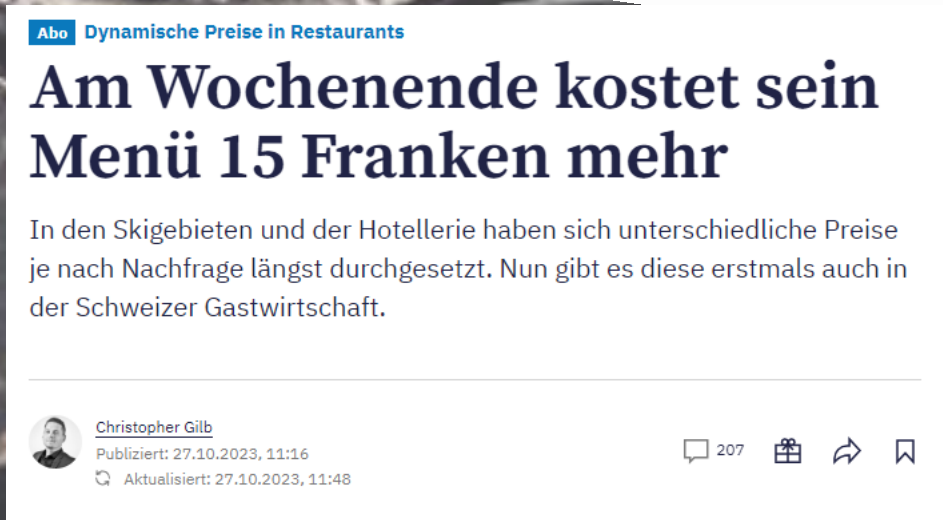 Abo Dynamische Preise in Restaurants
Am Wochenende kostet sein
Menü 15 Franken mehr
In den Skigebieten und der Hotellerie haben sich unterschiedliche Preise
je nach Nachfrage längst durchgesetzt. Nun gibt es diese erstmals auch in
der Schweizer Gastwirtschaft.
Christopher Gilb
Publiziert: 27.10.2023, 11:16
Aktualisiert: 27.10.2023, 11:48
207